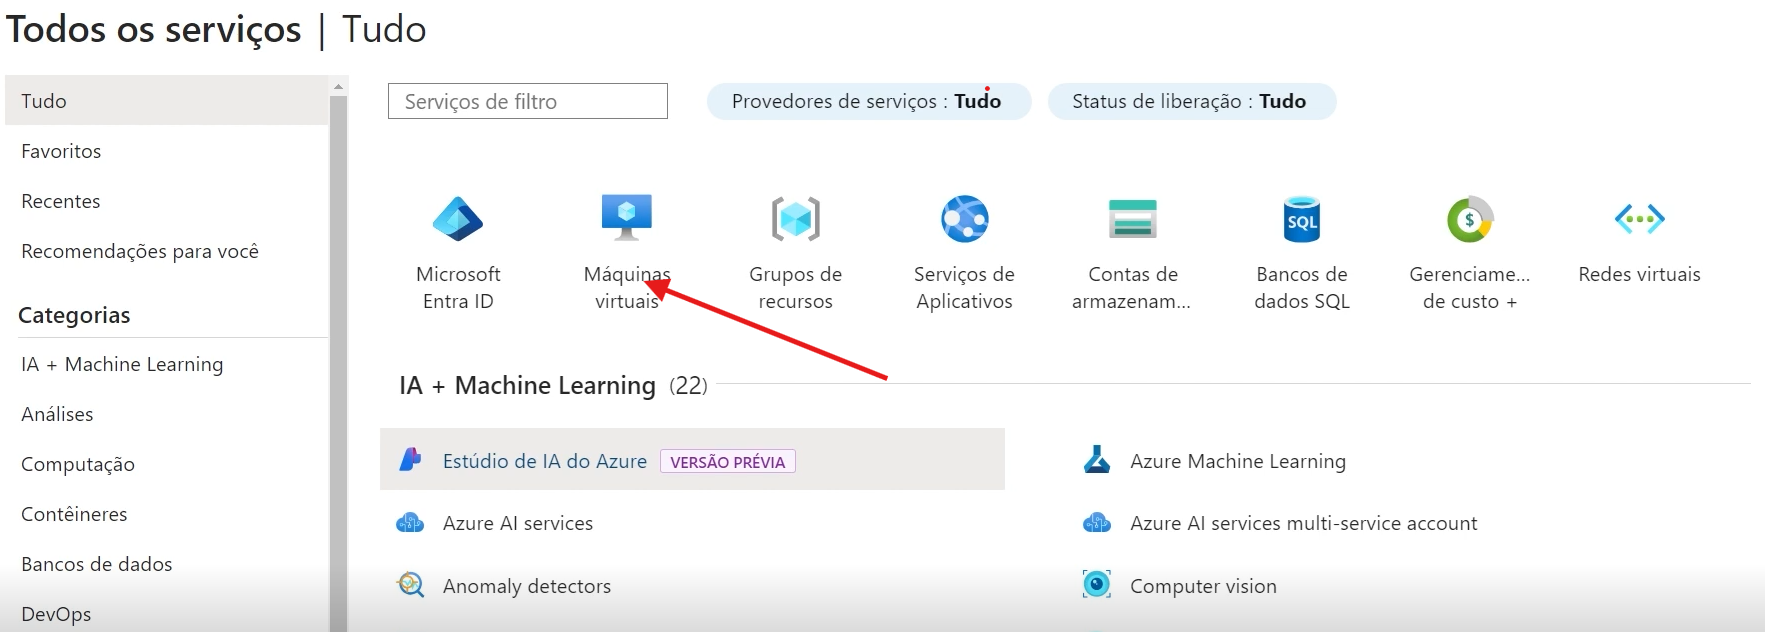 Todos os serviços | Tudo
Tudo
Favoritos
Recentes
Recomendações para você
Categorias
IA + Machine Learning
Análises
Computação
Contêineres
Bancos de dados
DevOps
Serviços de filtro
Provedores de serviços : Tudo
Status de liberação : Tudo
Microsoft
Entra ID
Máquinas
virtuais
Grupos de
recursos
Serviços de
Aplicativos
Contas de
armazenam...
SQL
Bancos de
dados SQL
$
Gerenciame...
de custo +
Redes virtuais
IA + Machine Learning (22)
Estúdio de IA do Azure VERSÃO PRÉVIA
Azure Machine Learning
Azure AI services
Azure AI services multi-service account
Anomaly detectors
Computer vision